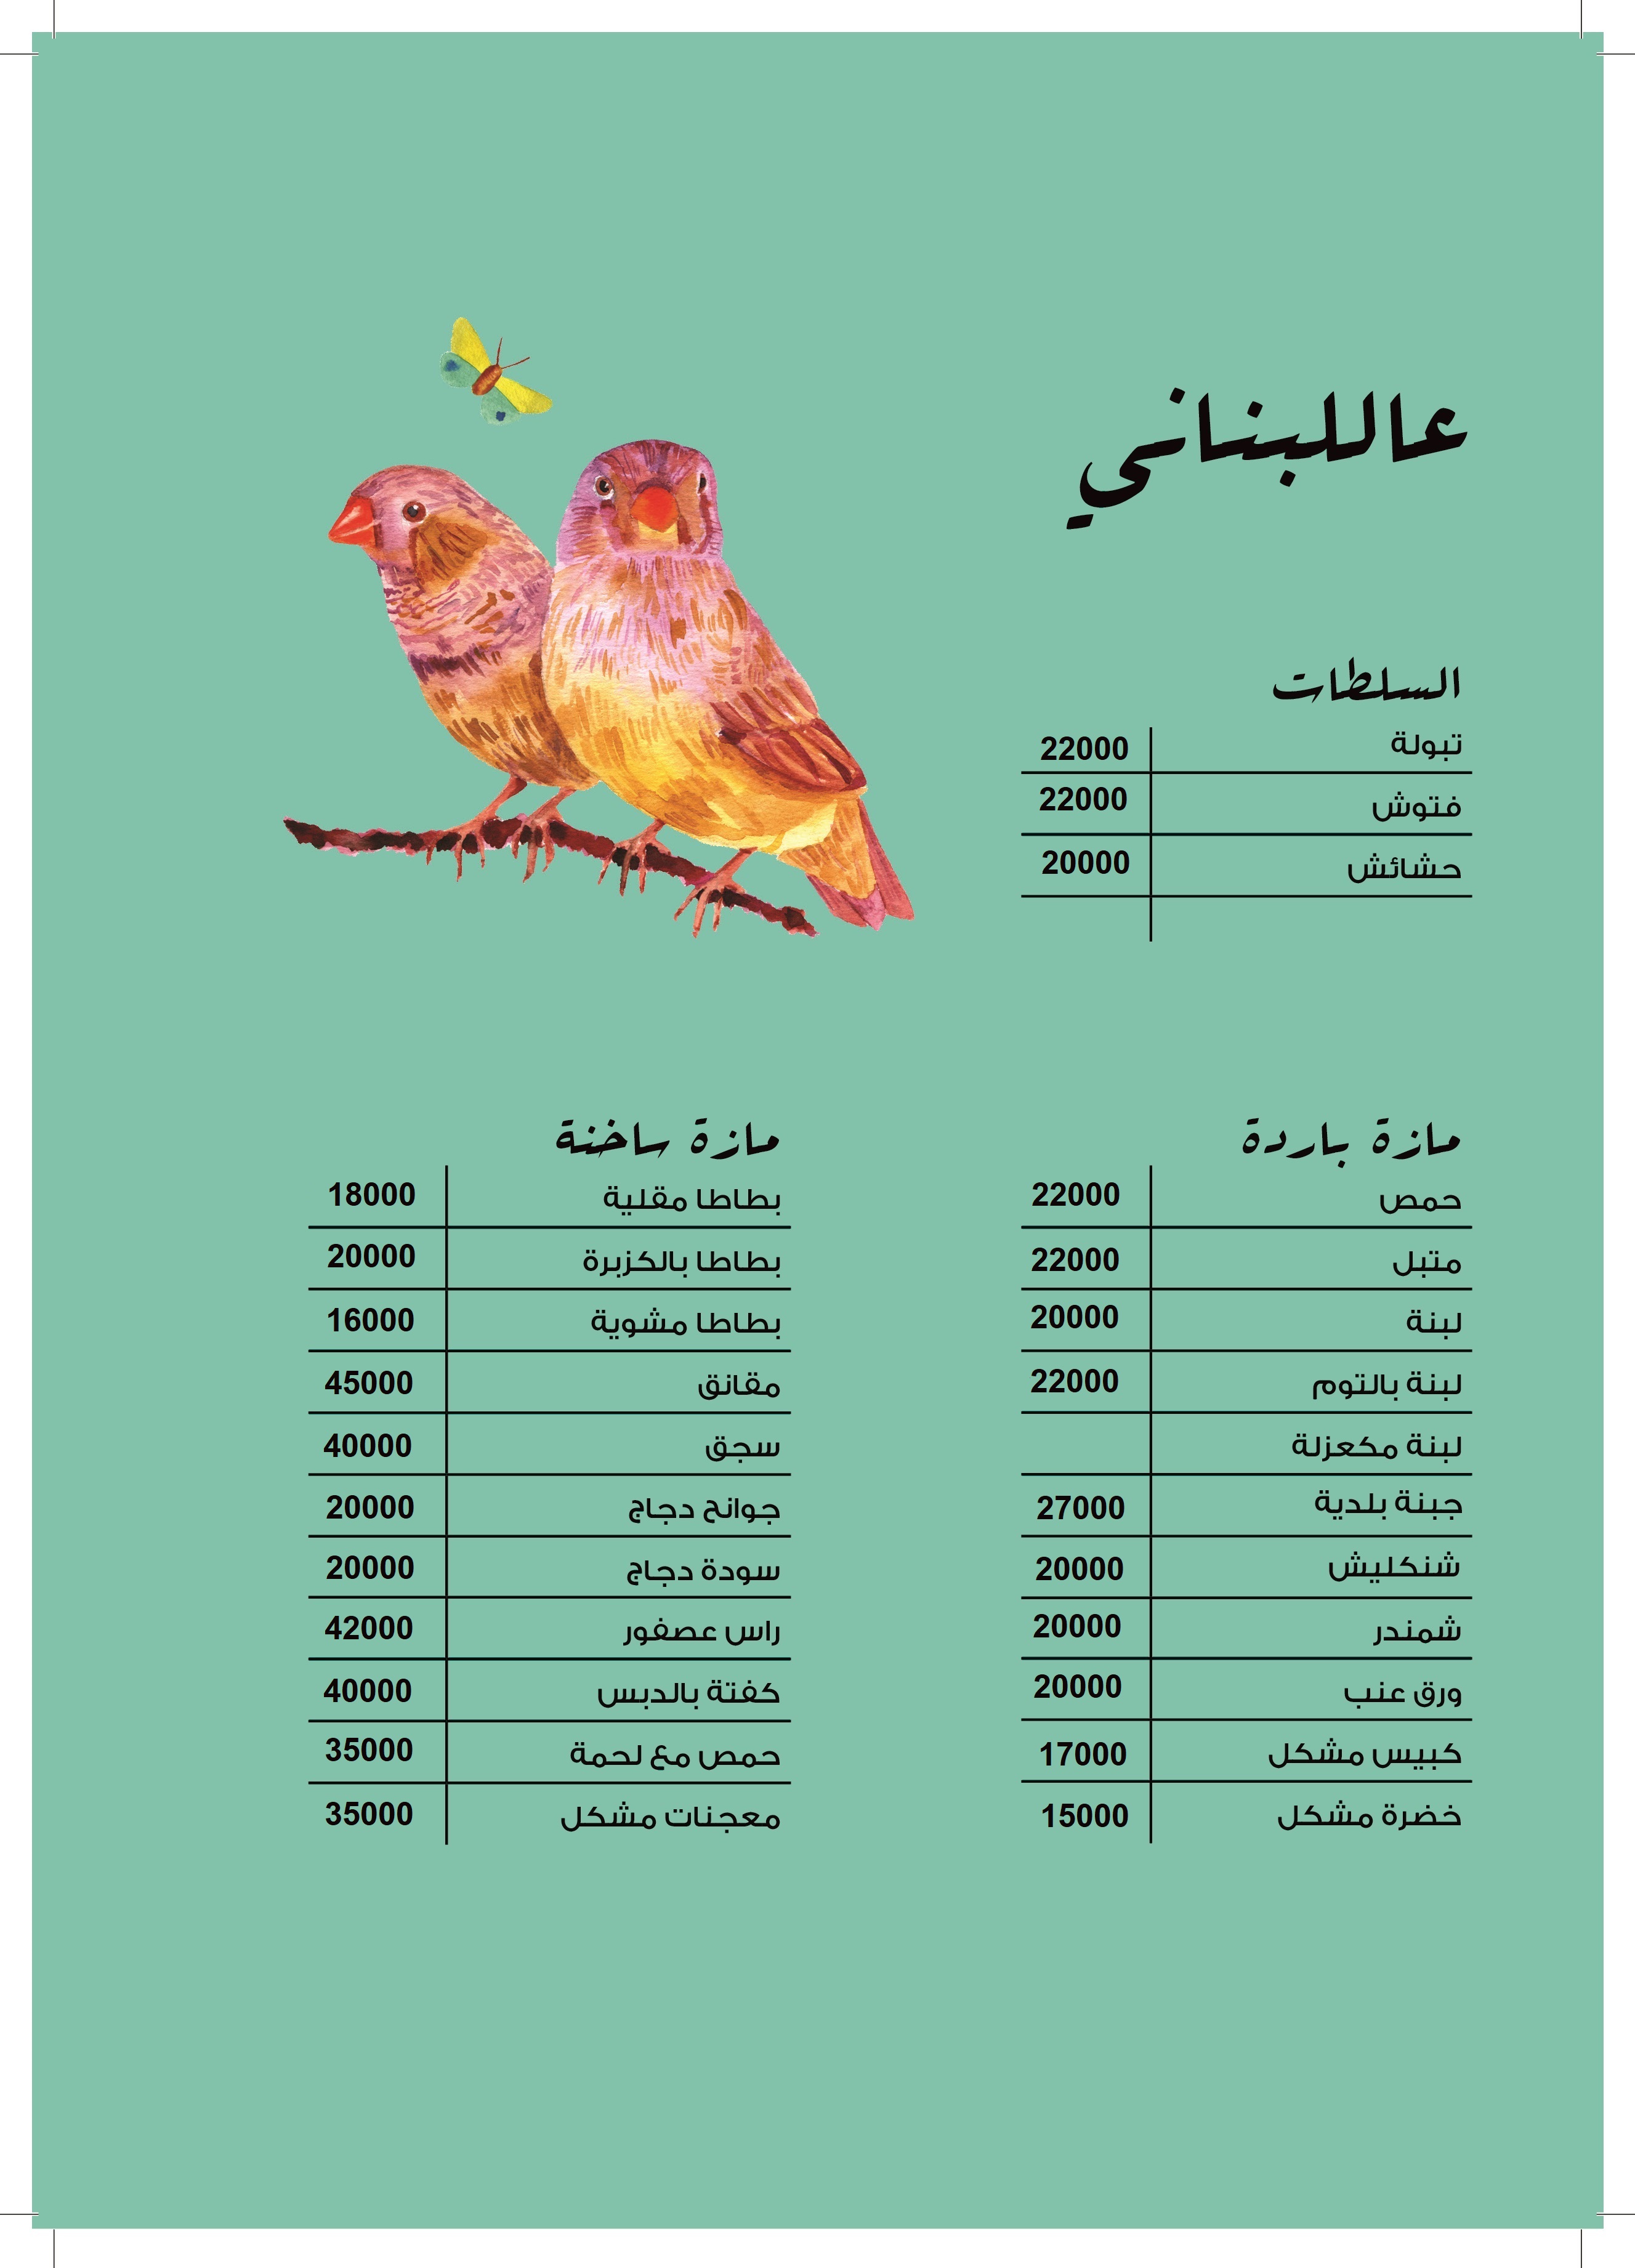 عاللبناني
السلطات
تبولة 22000
فتوش 22000
حشائش 20000
مازة باردة
حمص 22000
متبل 22000
لبنة 20000
لبنة بالتوم 22000
لبنة مكعزلة
جبنة بلدية 27000
شنكليش 20000
شمندر 20000
ورق عنب 20000
كبيس مشكل 17000
خضرة مشكل 15000
مازة ساخنة
بطاطا مقلية 18000
بطاطا بالكزبرة 20000
بطاطا مشوية 16000
مقانق 45000
سجق 40000
جوانح دجاج 20000
سودة دجاج 20000
راس عصفور 42000
كفتة بالدبس 40000
حمص مع لحمة 35000
معجنات مشكل 35000